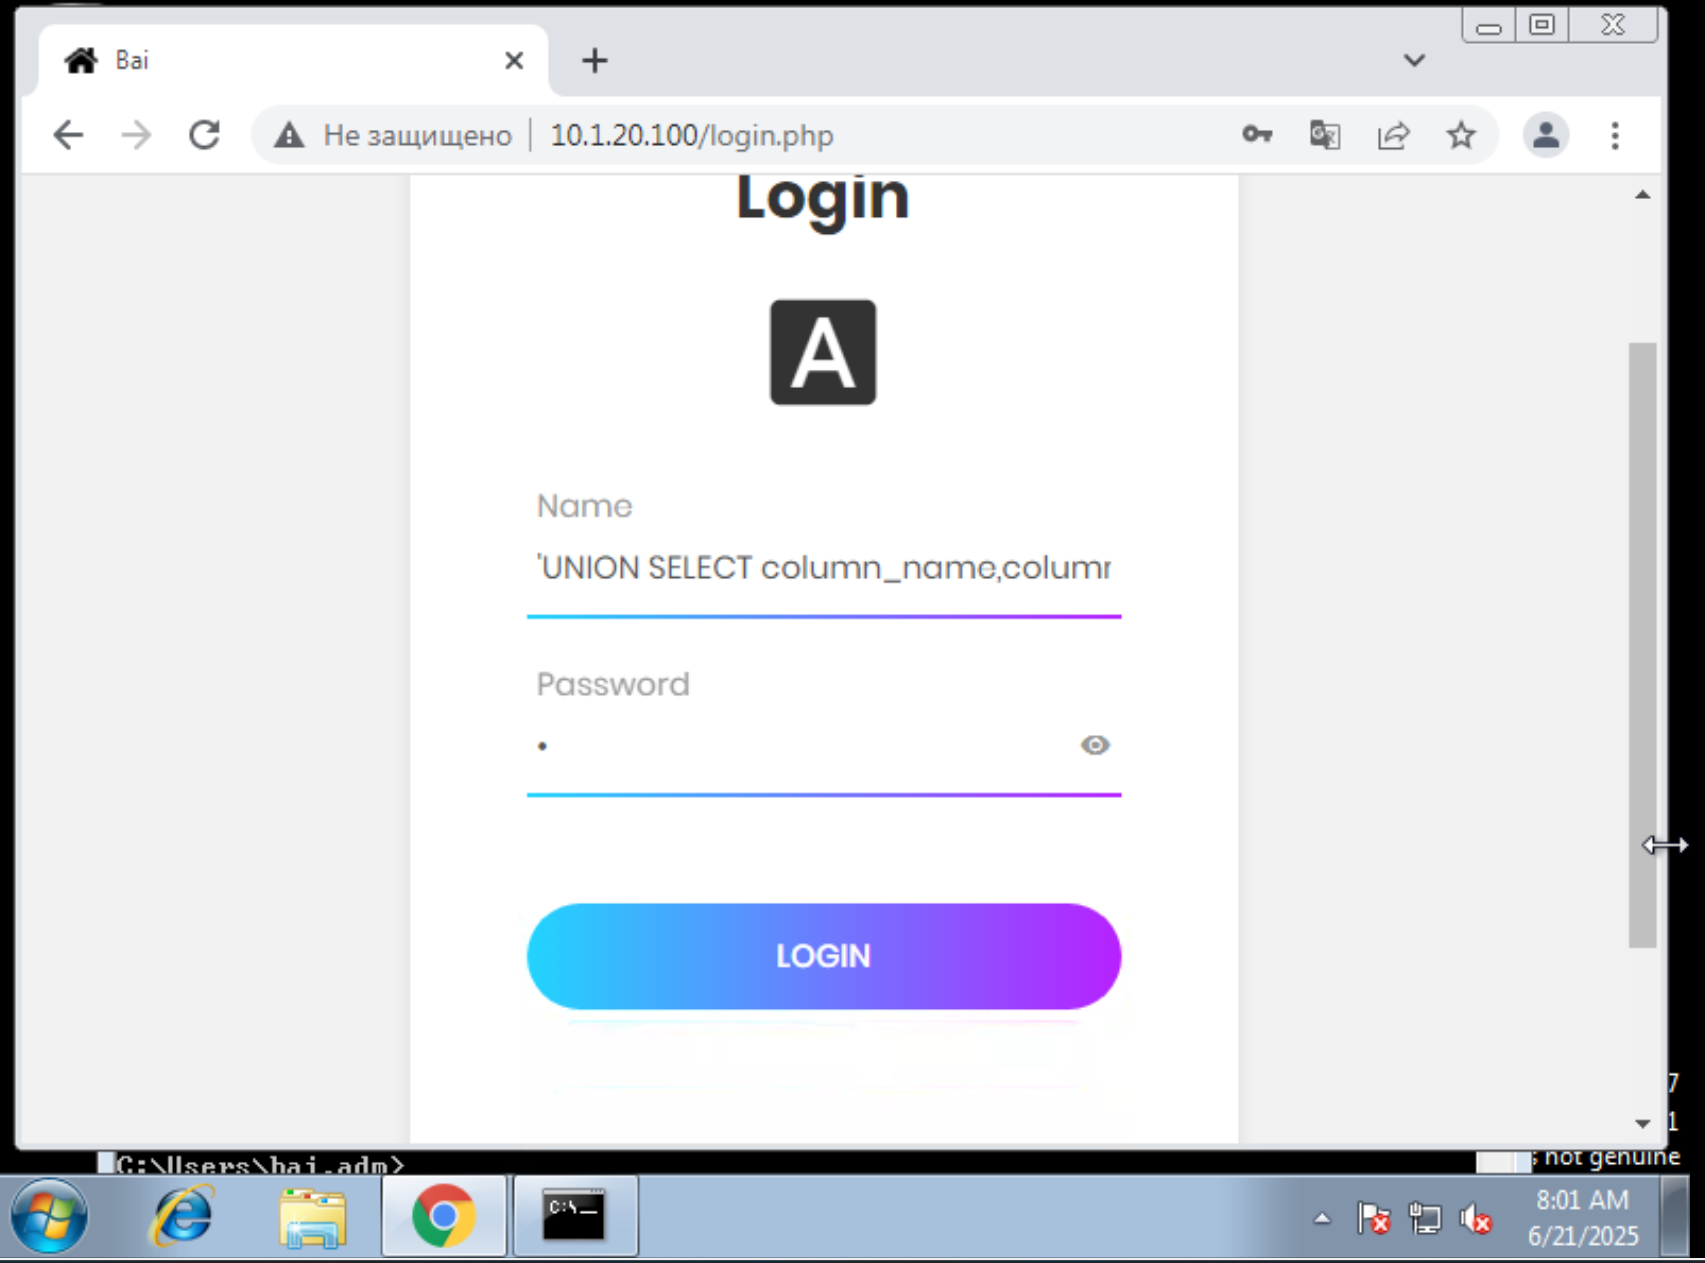 Bai
Не защищено 10.1.20.100/login.php
Login
A
Name
'UNION SELECT column_name,colum
Password
LOGIN
7
1
C:\Users\bai.adm>
not genuine
C:\
8:01 AM
6/21/2025